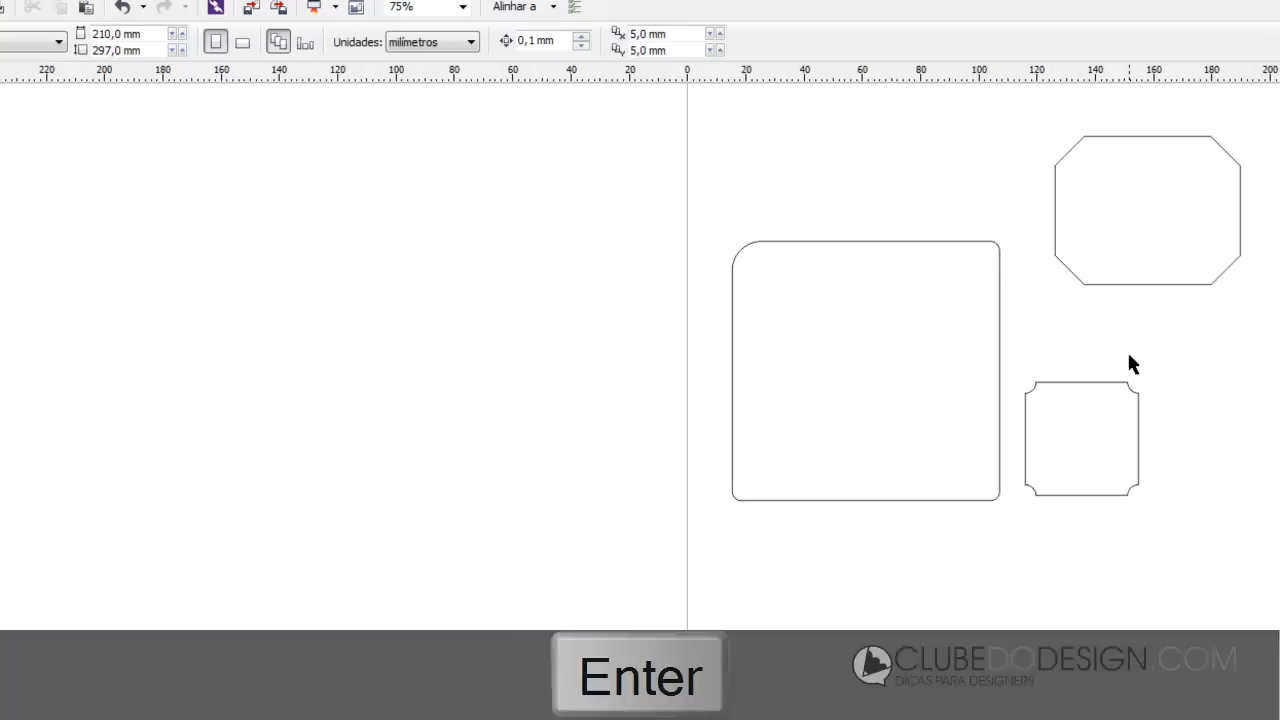 75%
Alinhar a
210,0 mm
297,0 mm
Unidades:
milímetros
0,1 mm
5,0 mm
5,0 mm
220 200 180 160 140 120 100 80 60 40 20 0 20 40 60 80 100 120 140 160 180 200
Enter
CLUBEDODESIGN.COM
DICAS PARA DESIGNERS